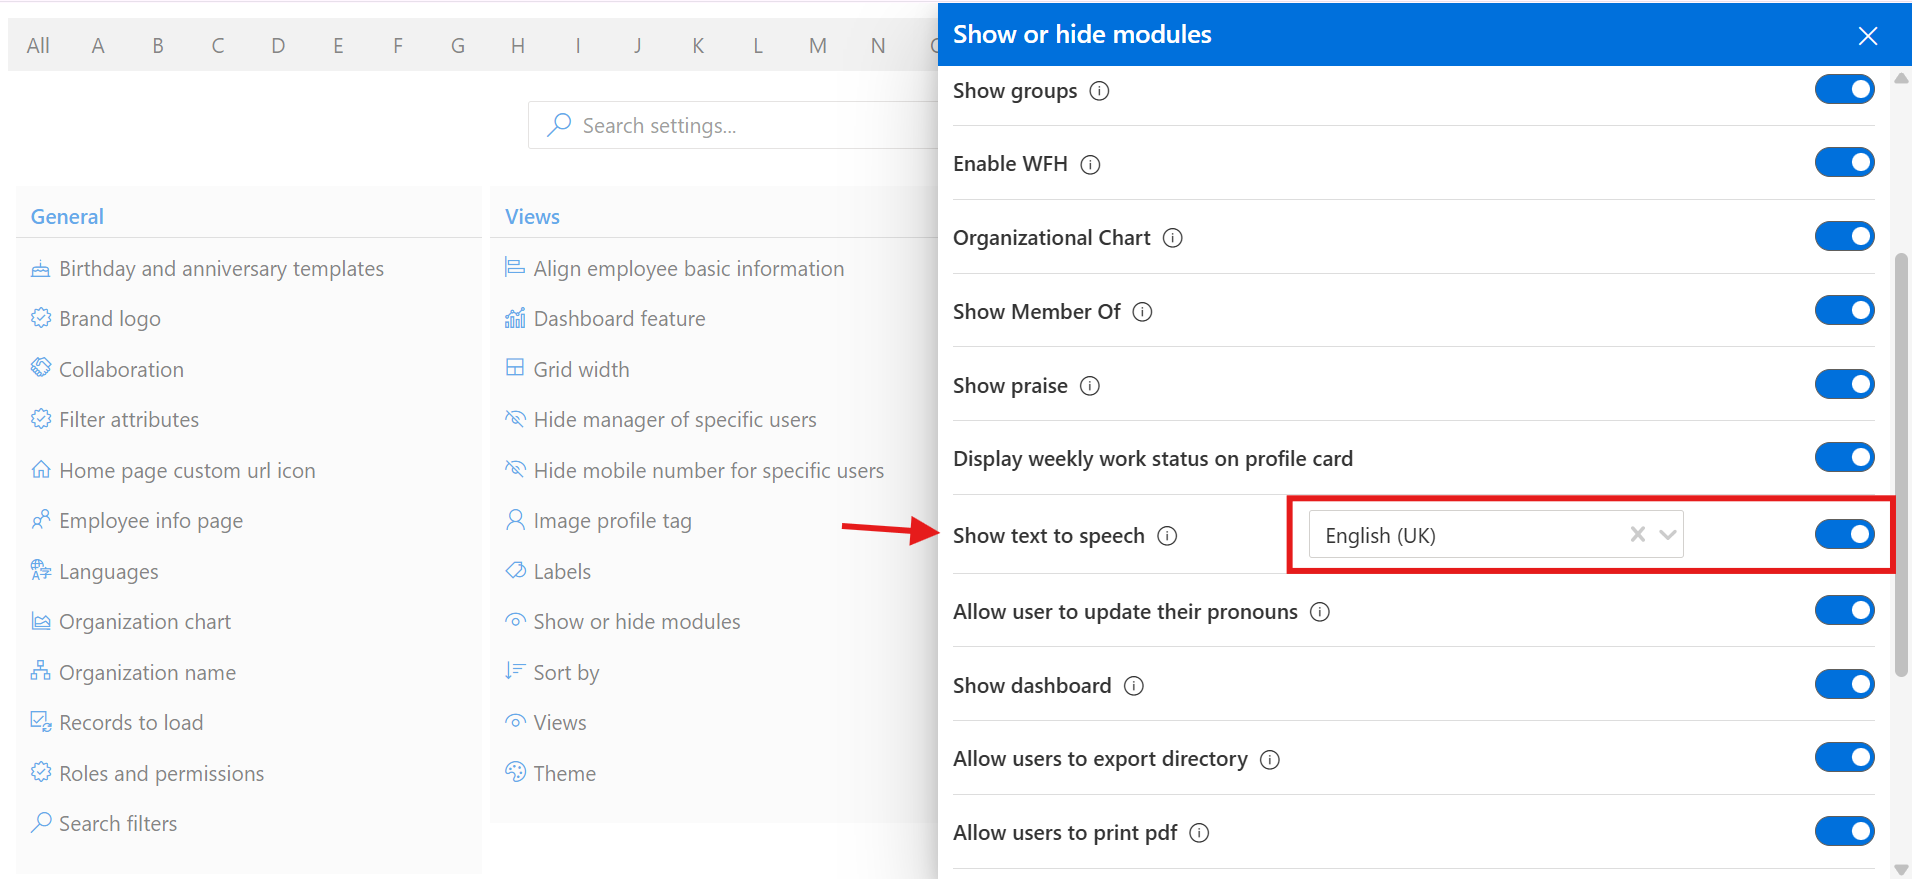 All A B C D E F G H I J K L M N
Search settings...
General
Birthday and anniversary templates
Brand logo
Collaboration
Filter attributes
Home page custom url icon
Employee info page
Languages
Organization chart
Organization name
Records to load
Roles and permissions
Search filters
Views
Align employee basic information
Dashboard feature
Grid width
Hide manager of specific users
Hide mobile number for specific users
Image profile tag
Labels
Show or hide modules
Sort by
Views
Theme
Show or hide modules
Show groups
Enable WFH
Organizational Chart
Show Member Of
Show praise
Display weekly work status on profile card
Show text to speech English (UK)
Allow user to update their pronouns
Show dashboard
Allow users to export directory
Allow users to print pdf